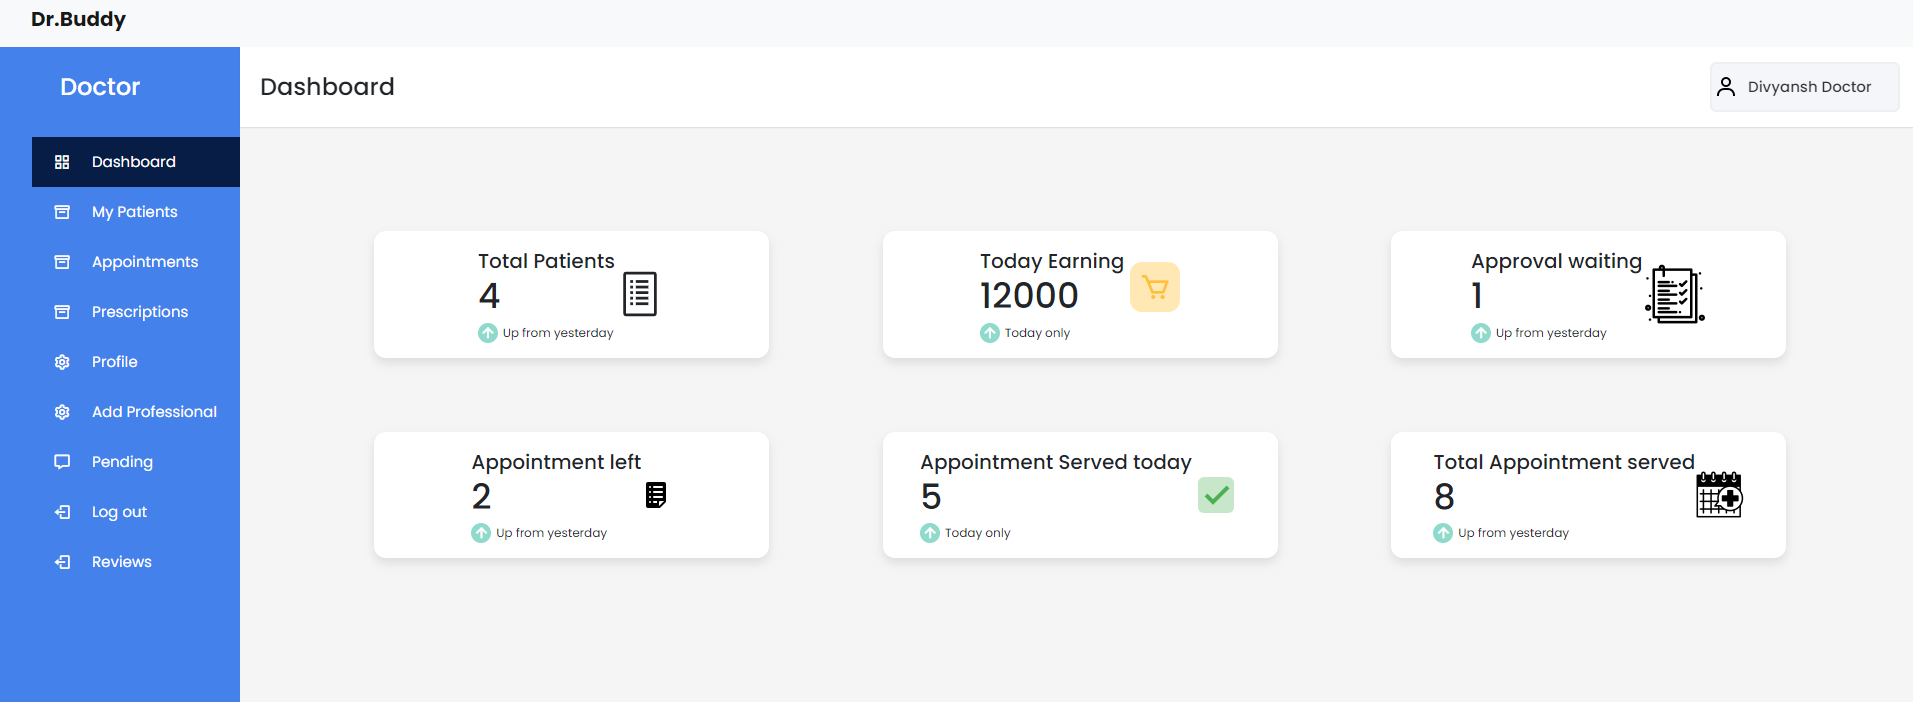 Dr.Buddy
Doctor
Dashboard
My Patients
Appointments
Prescriptions
Profile
Add Professional
Pending
Log out
Reviews
Dashboard
Divyansh Doctor
Total Patients
4
Up from yesterday
Today Earning
12000
Today only
Approval waiting
1
Up from yesterday
Appointment left
2
Up from yesterday
Appointment Served today
5
Today only
Total Appointment served
8
Up from yesterday